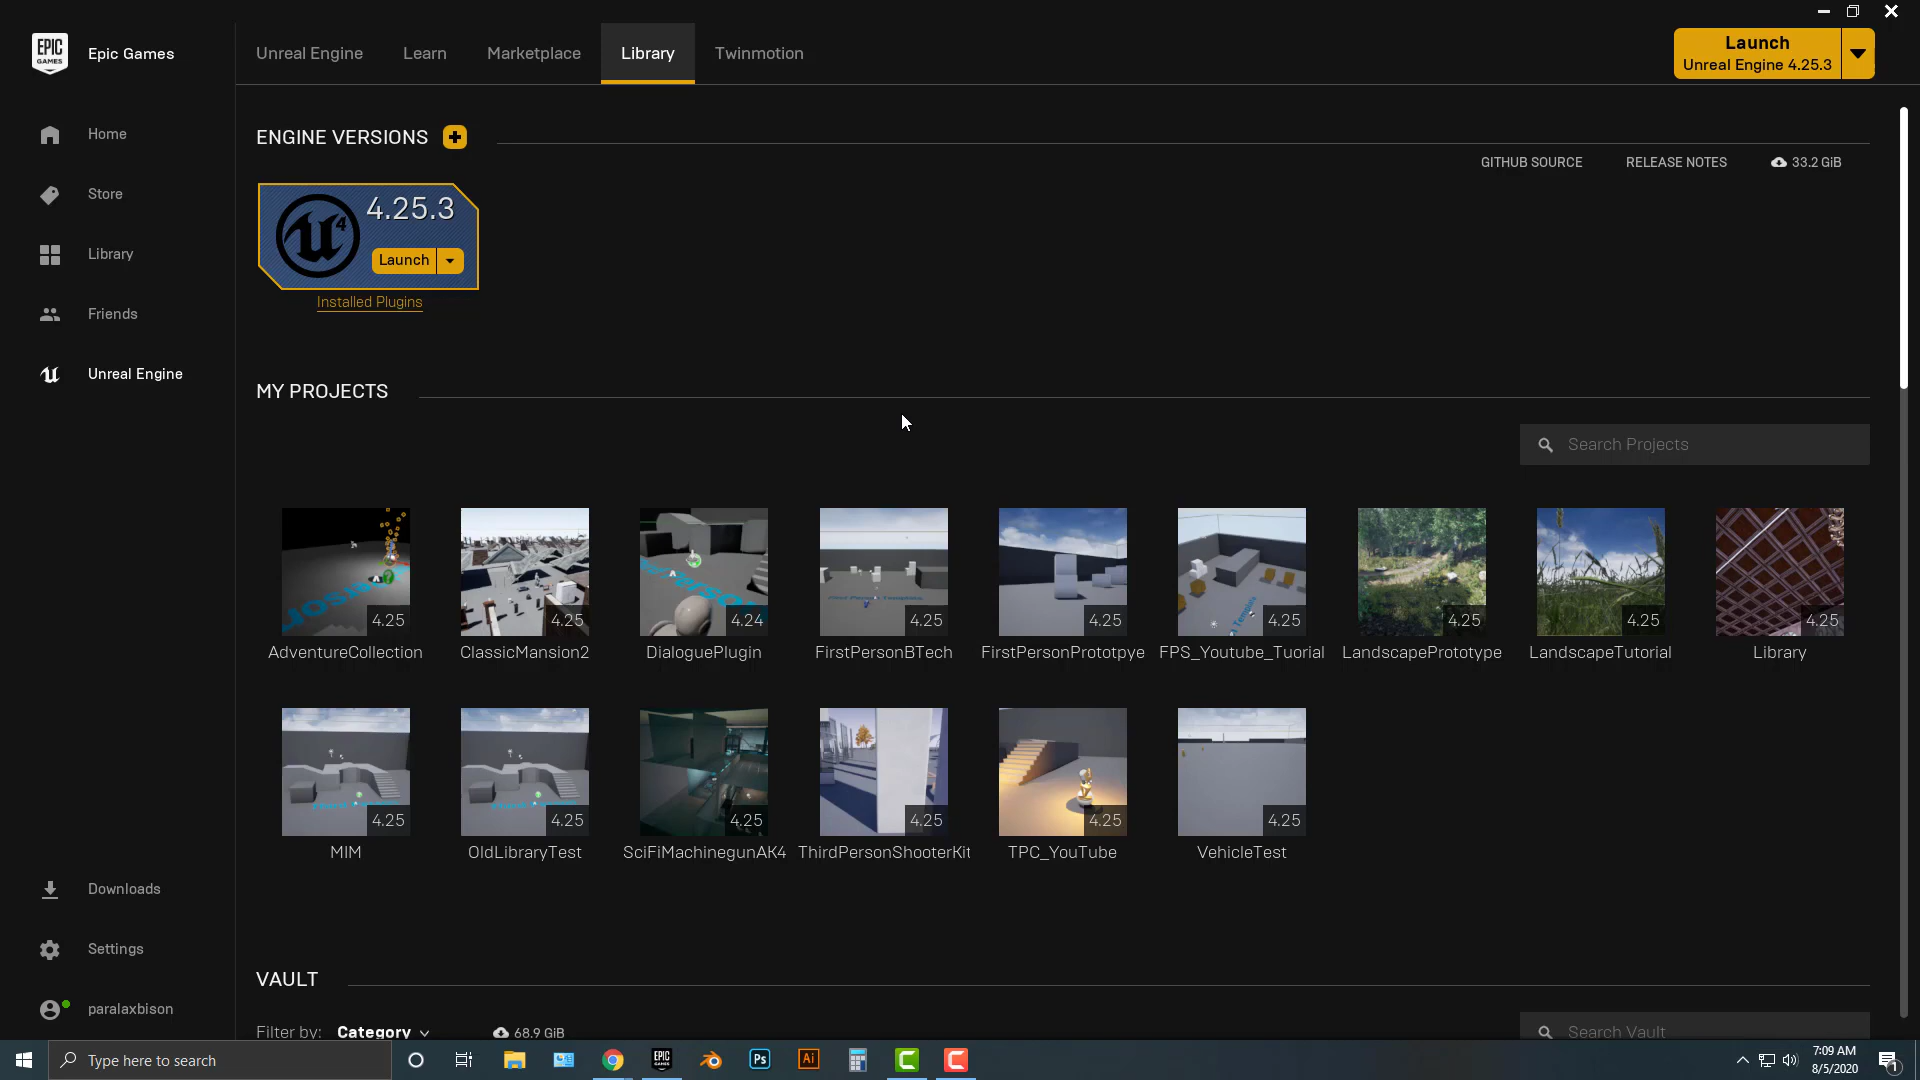 EPIC GAMES
Epic Games
Unreal Engine
Learn
Marketplace
Library
Twinmotion
Launch
Unreal Engine 4.25.3
Home
Store
Library
Friends
Unreal Engine
Downloads
Settings
paralaxbison
ENGINE VERSIONS
GITHUB SOURCE
RELEASE NOTES
33.2 GiB
4.25.3
Launch
Installed Plugins
MY PROJECTS
Search Projects
4.25
4.25
4.24
4.25
4.25
4.25
4.25
4.25
4.25
AdventureCollection
ClassicMansion2
DialoguePlugin
FirstPersonBTech
FirstPersonPrototpye
FPS_Youtube_Tuorial
LandscapePrototype
LandscapeTutorial
Library
4.25
4.25
4.25
4.25
4.25
4.25
MIM
OldLibraryTest
SciFiMachinegunAK4
ThirdPersonShooterKit
TPC_YouTube
VehicleTest
VAULT
Filter by: Category
68.9 GiB
Search Vault
Type here to search
EPIC GAMES
Ps
Ai
7:09 AM
8/5/2020
1